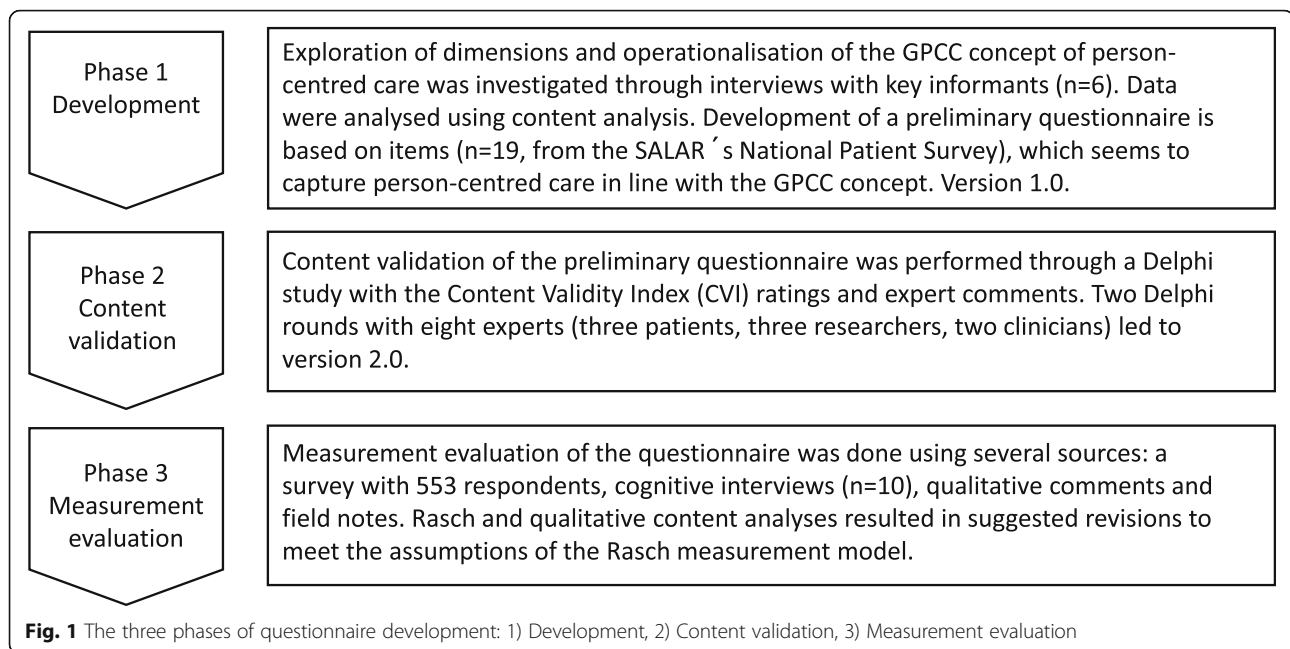 Phase 1
Development
Exploration of dimensions and operationalisation of the GPCC concept of person-
centred care was investigated through interviews with key informants (n=6). Data
were analysed using content analysis. Development of a preliminary questionnaire is
based on items (n=19, from the SALAR ´s National Patient Survey), which seems to
capture person-centred care in line with the GPCC concept. Version 1.0.
Phase 2
Content
validation
Content validation of the preliminary questionnaire was performed through a Delphi
study with the Content Validity Index (CVI) ratings and expert comments. Two Delphi
rounds with eight experts (three patients, three researchers, two clinicians) led to
version 2.0.
Phase 3
Measurement
evaluation
Measurement evaluation of the questionnaire was done using several sources: a
survey with 553 respondents, cognitive interviews (n=10), qualitative comments and
field notes. Rasch and qualitative content analyses resulted in suggested revisions to
meet the assumptions of the Rasch measurement model.
Fig. 1 The three phases of questionnaire development: 1) Development, 2) Content validation, 3) Measurement evaluation